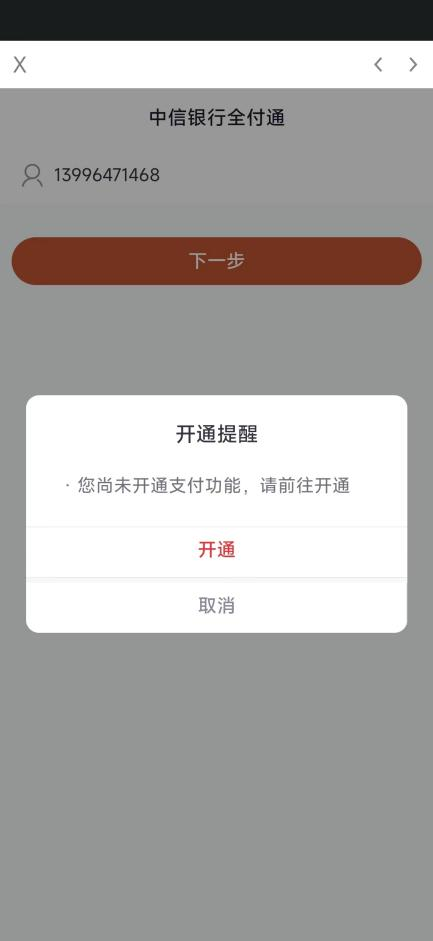 X
中信银行全付通
13996471468
下一步
开通提醒
· 您尚未开通支付功能，请前往开通
开通
取消